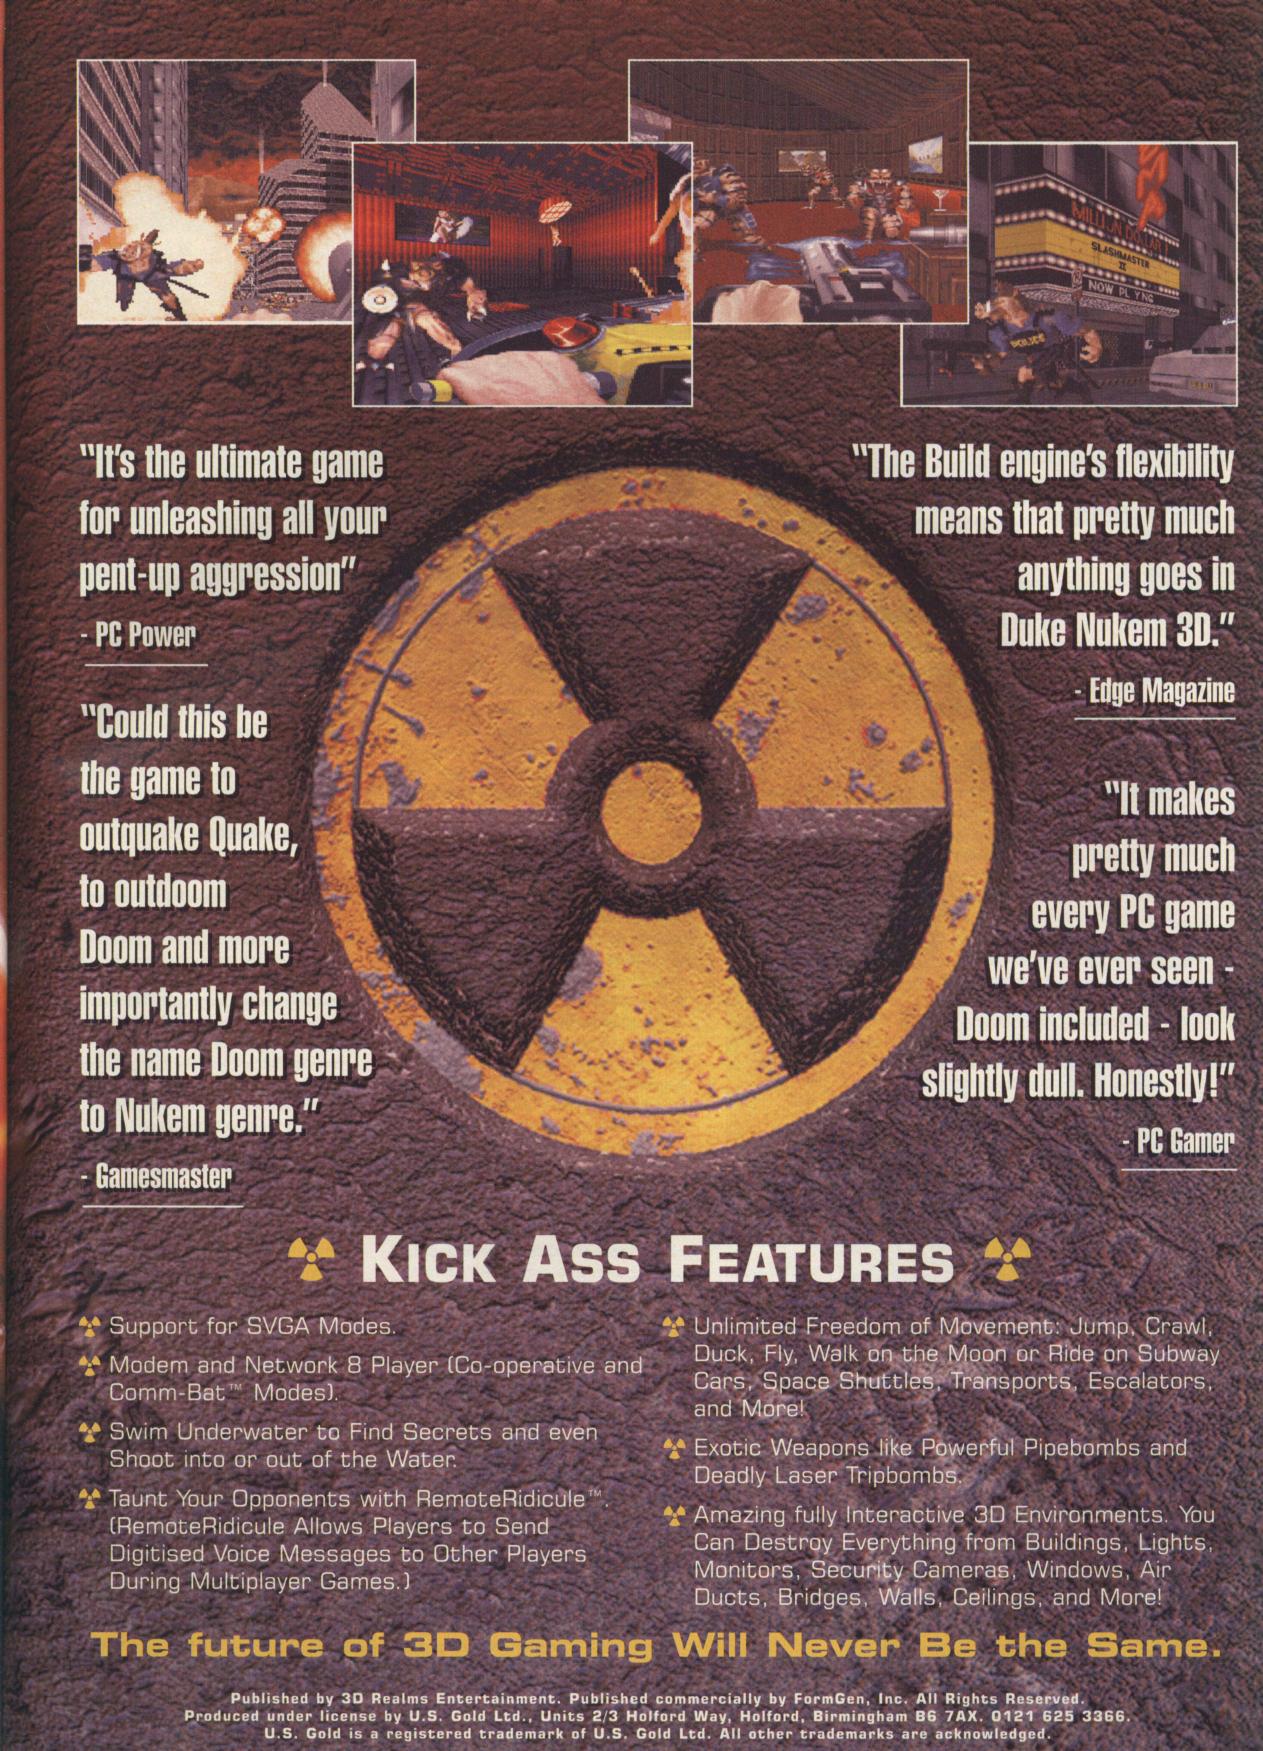 MILLION DOLLAR
SLASHMASTER
II
NOW PL YNG
POLICE
"It's the ultimate game
for unleashing all your
pent-up aggression"
- PC Power
"Could this be
the game to
outquake Quake,
to outdoom
Doom and more
importantly change
the name Doom genre
to Nukem genre."
- Gamesmaster
"The Build engine's flexibility
means that pretty much
anything goes in
Duke Nukem 3D."
- Edge Magazine
"It makes
pretty much
every PC game
we've ever seen -
Doom included - look
slightly dull. Honestly!"
- PC Gamer
KICK ASS FEATURES
Support for SVGA Modes.
Modem and Network 8 Player (Co-operative and
Comm-Bat™ Modes).
Swim Underwater to Find Secrets and even
Shoot into or out of the Water.
Taunt Your Opponents with RemoteRidicule™.
(RemoteRidicule Allows Players to Send
Digitised Voice Messages to Other Players
During Multiplayer Games.)
Unlimited Freedom of Movement: Jump, Crawl,
Duck, Fly, Walk on the Moon or Ride on Subway
Cars, Space Shuttles, Transports, Escalators,
and More!
Exotic Weapons like Powerful Pipebombs and
Deadly Laser Tripbombs.
Amazing fully Interactive 3D Environments. You
Can Destroy Everything from Buildings, Lights,
Monitors, Security Cameras, Windows, Air
Ducts, Bridges, Walls, Ceilings, and More!
The future of 3D Gaming Will Never Be the Same.
Published by 3D Realms Entertainment. Published commercially by FormGen, Inc. All Rights Reserved.
Produced under license by U.S. Gold Ltd., Units 2/3 Holford Way, Holford, Birmingham B6 7AX. 0121 625 3366.
U.S. Gold is a registered trademark of U.S. Gold Ltd. All other trademarks are acknowledged.